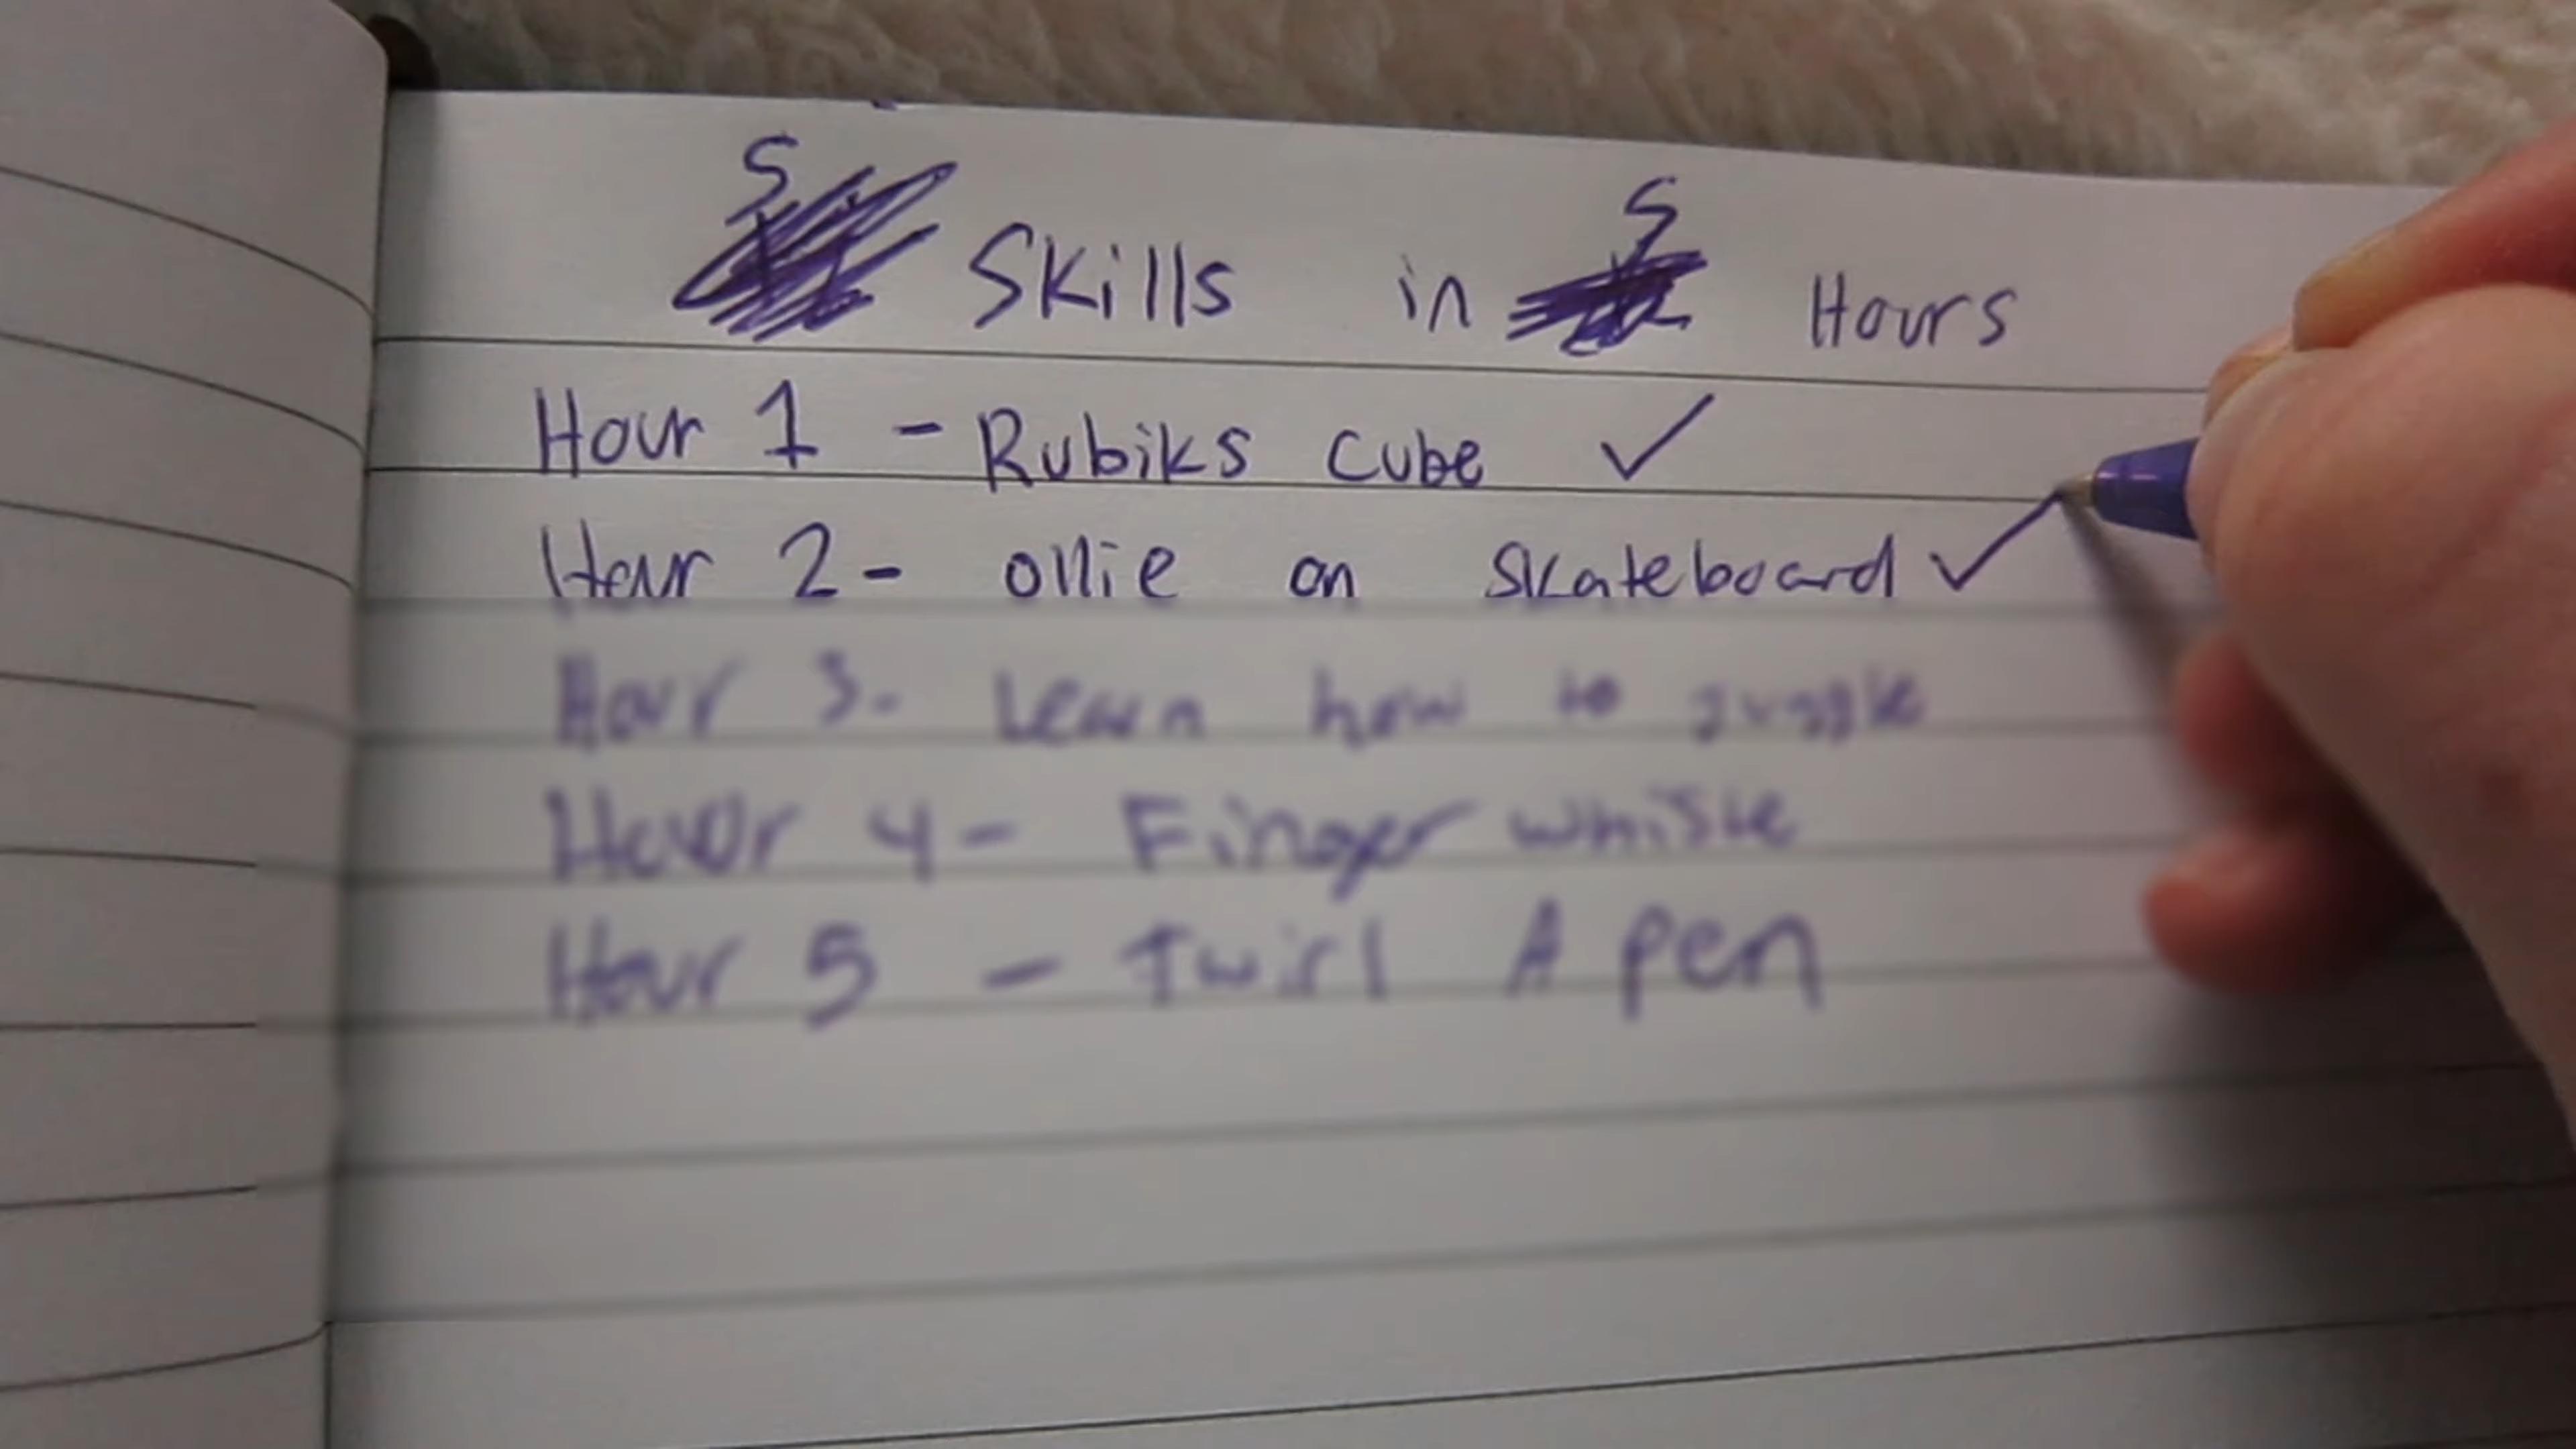 5 Skills in 5 Hours
Hour 1 - Rubiks cube ✓
Hour 2- ollie on skateboard ✓
Hour 3- Learn how to juggle
Hour 4- Finger whistle
Hour 5 - twirl A pen